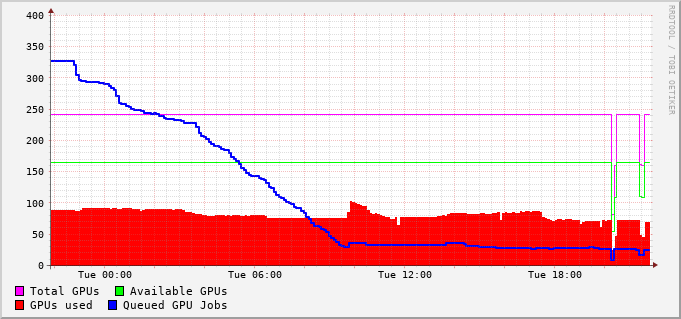 400
350
300
250
200
150
100
50
0
Tue 00:00 Tue 06:00 Tue 12:00 Tue 18:00
Total GPUs Available GPUs
GPUs used Queued GPU Jobs
RRDTOOL / TOBI OETIKER